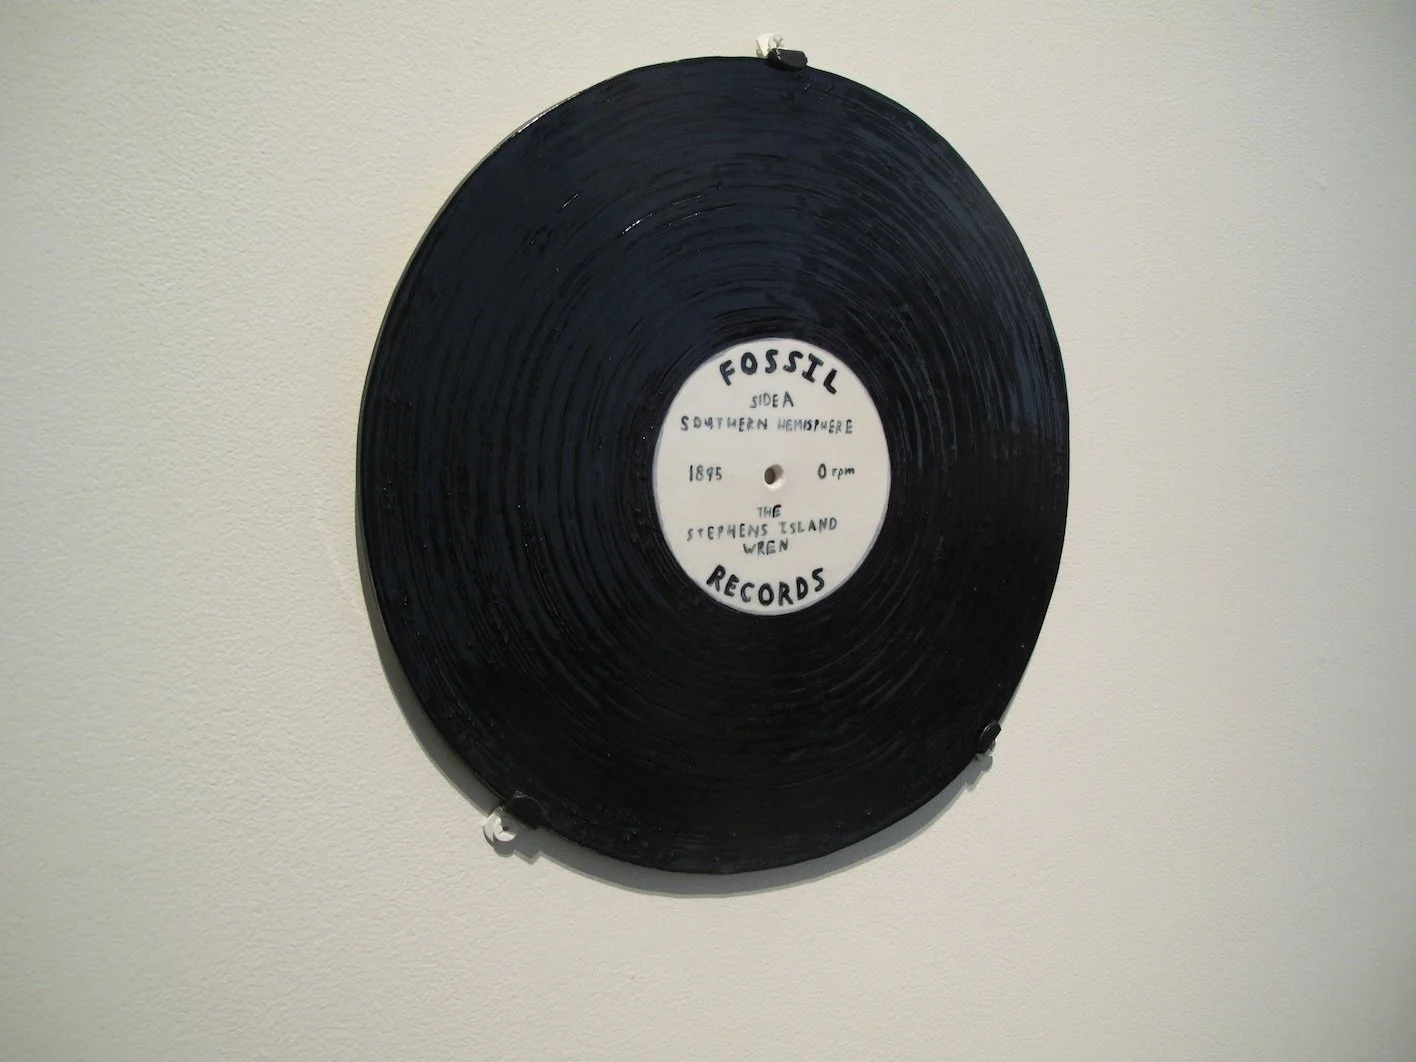 FOSSIL
SIDE A
SOUTHERN HEMISPHERE
1895 0 rpm
THE
STEPHENS ISLAND
WREN
RECORDS